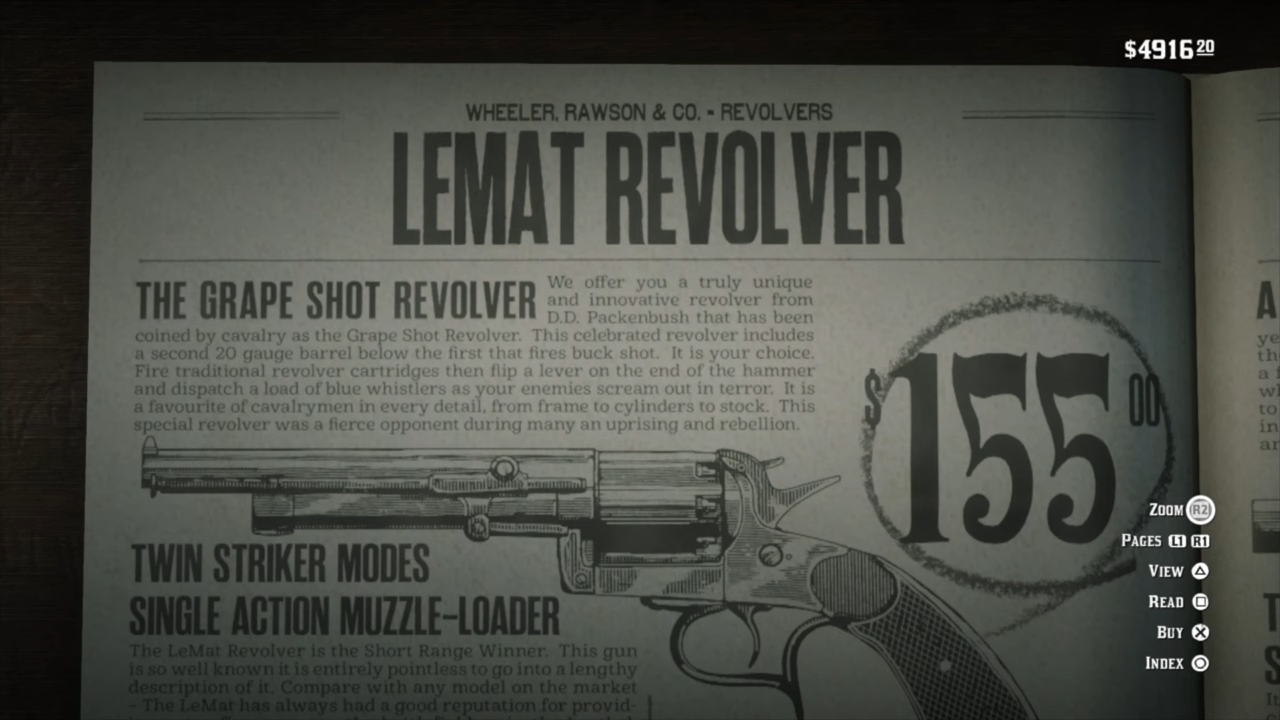 $4916 20
WHEELER, RAWSON & CO. - REVOLVERS
LEMAT REVOLVER
THE GRAPE SHOT REVOLVER
We offer you a truly unique
and innovative revolver from
D.D. Packenbush that has been
coined by cavalry as the Grape Shot Revolver. This celebrated revolver includes
a second 20 gauge barrel below the first that fires buck shot. It is your choice.
Fire traditional revolver cartridges then flip a lever on the end of the hammer
and dispatch a load of blue whistlers as your enemies scream out in terror. It is
a favourite of cavalrymen in every detail, from frame to cylinders to stock. This
special revolver was a fierce opponent during many an uprising and rebellion.
$155 00
TWIN STRIKER MODES
SINGLE ACTION MUZZLE-LOADER
The LeMat Revolver is the Short Range Winner. This gun
is so well known it is entirely pointless to go into a lengthy
description of it. Compare with any model on the market
- The LeMat has always had a good reputation for provid-
ZOOM R2
PAGES L1 R1
VIEW
READ
BUY
INDEX